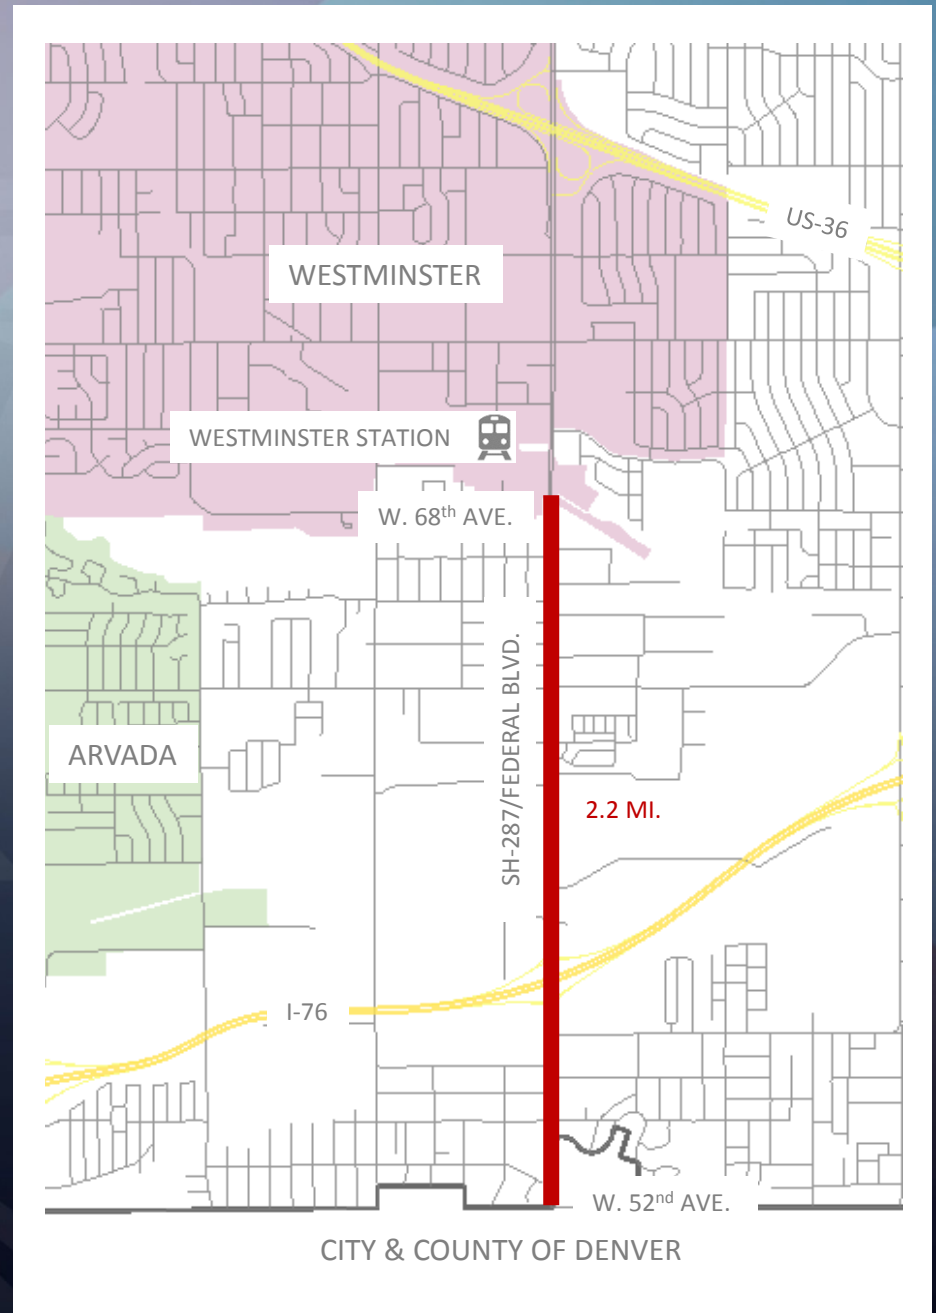 US-36
WESTMINSTER
WESTMINSTER STATION
W. 68th AVE.
SH-287/FEDERAL BLVD.
ARVADA
2.2 MI.
I-76
W. 52nd AVE.
CITY & COUNTY OF DENVER